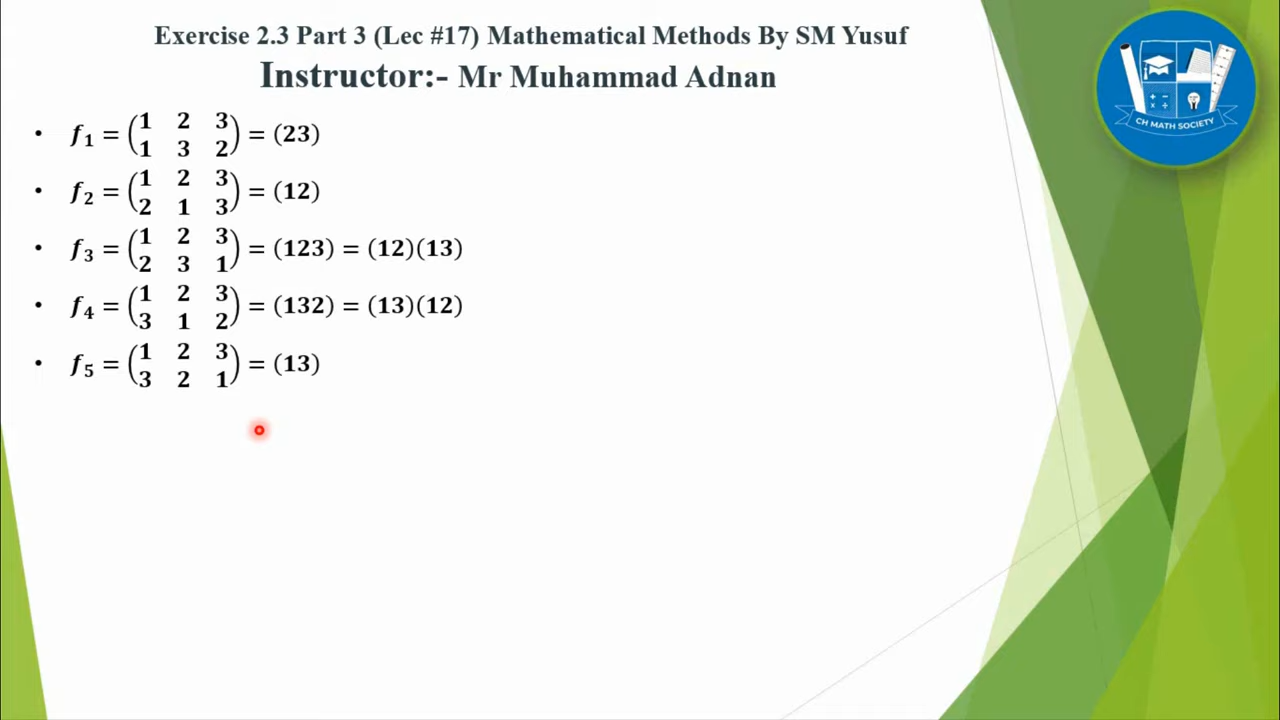 Exercise 2.3 Part 3 (Lec #17) Mathematical Methods By SM Yusuf
Instructor:- Mr Muhammad Adnan
CH MATH SOCIETY
• f₁ = (1 2 3 / 1 3 2) = (23)
• f₂ = (1 2 3 / 2 1 3) = (12)
• f₃ = (1 2 3 / 2 3 1) = (123) = (12)(13)
• f₄ = (1 2 3 / 3 1 2) = (132) = (13)(12)
• f₅ = (1 2 3 / 3 2 1) = (13)